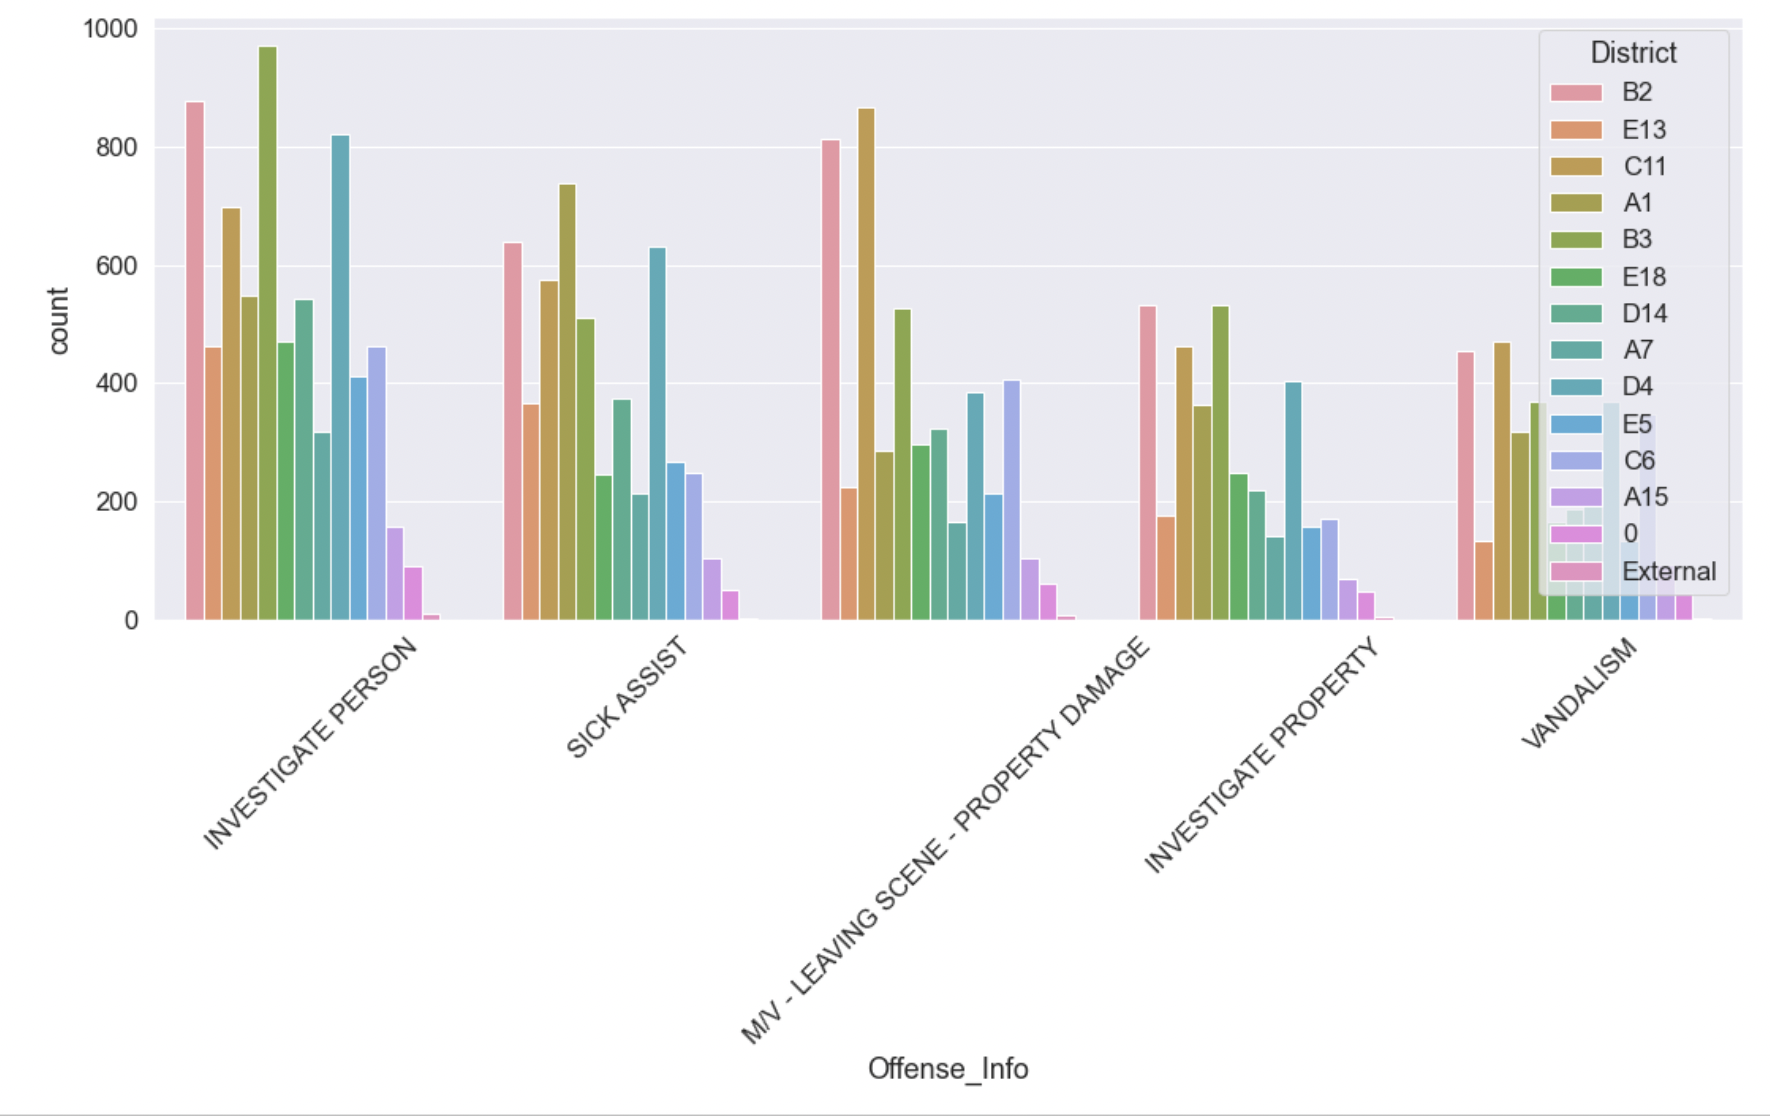 1000
800
600
400
200
0
count
District
B2
E13
C11
A1
B3
E18
D14
A7
D4
E5
C6
A15
0
External
INVESTIGATE PERSON
SICK ASSIST
M/V - LEAVING SCENE - PROPERTY DAMAGE
INVESTIGATE PROPERTY
VANDALISM
Offense_Info